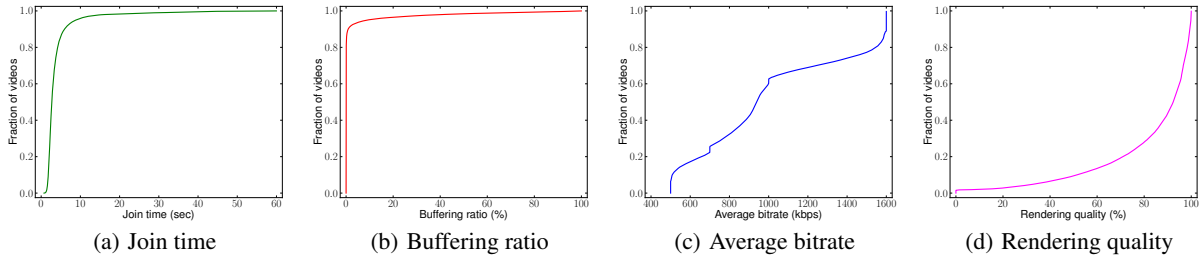 Fraction of videos
1.0
0.8
0.6
0.4
0.2
0.0
0 10 20 30 40 50 60
Join time (sec)
(a) Join time
Fraction of videos
1.0
0.8
0.6
0.4
0.2
0.0
0 20 40 60 80 100
Buffering ratio (%)
(b) Buffering ratio
Fraction of videos
1.0
0.8
0.6
0.4
0.2
0.0
400 600 800 1000 1200 1400 1600
Average bitrate (kbps)
(c) Average bitrate
Fraction of videos
1.0
0.8
0.6
0.4
0.2
0.0
0 20 40 60 80 100
Rendering quality (%)
(d) Rendering quality